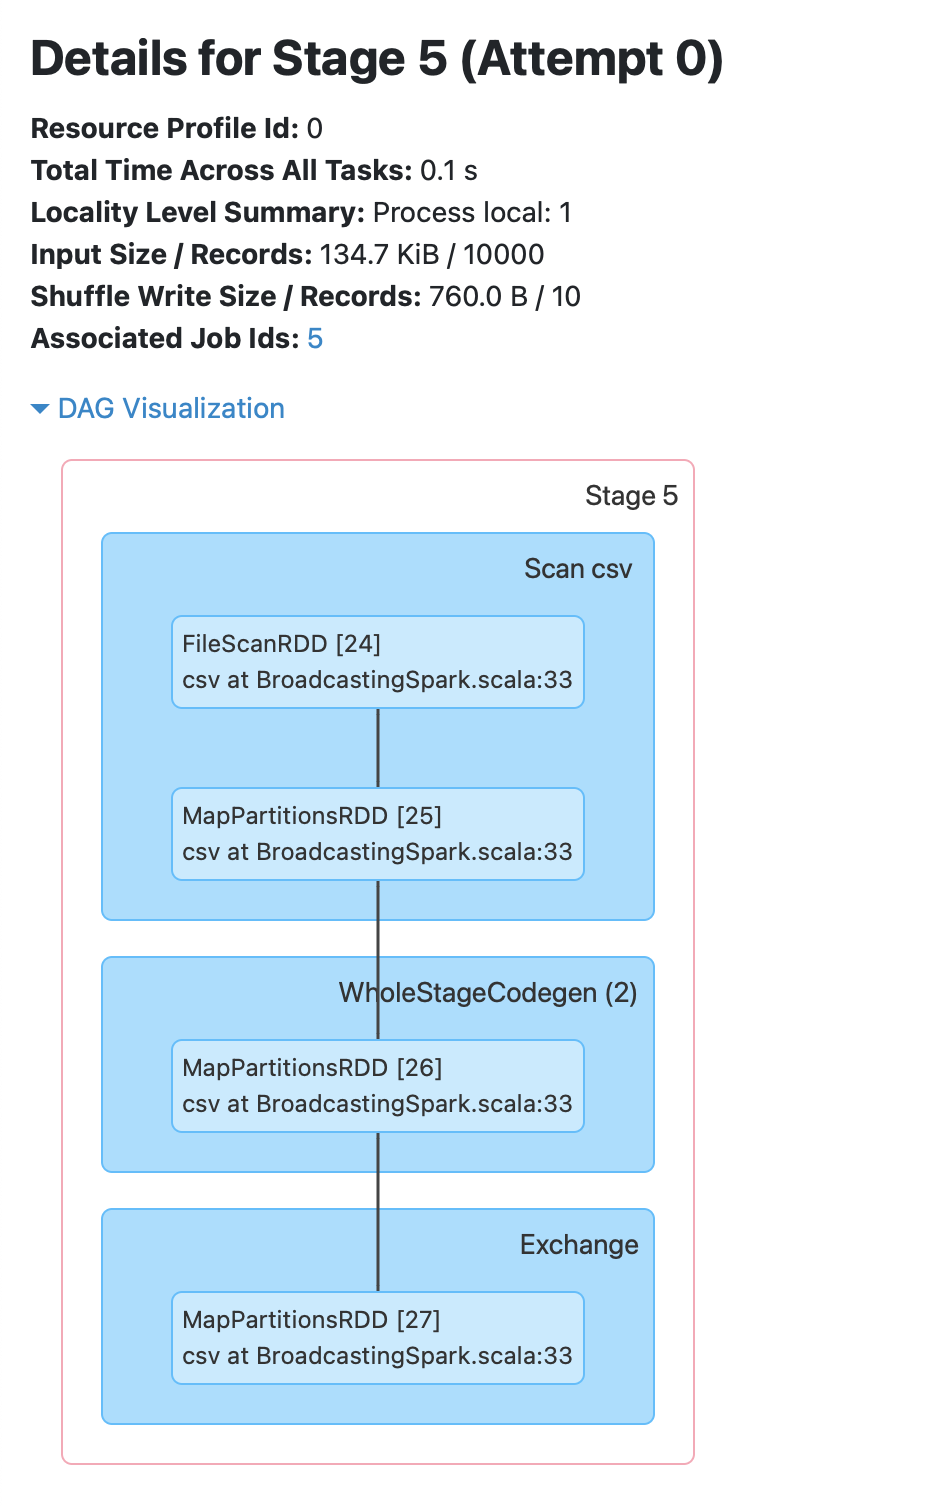 Details for Stage 5 (Attempt 0)
Resource Profile Id: 0
Total Time Across All Tasks: 0.1 s
Locality Level Summary: Process local: 1
Input Size / Records: 134.7 KiB / 10000
Shuffle Write Size / Records: 760.0 B / 10
Associated Job Ids: 5
DAG Visualization
Stage 5
Scan csv
FileScanRDD [24]
csv at BroadcastingSpark.scala:33
MapPartitionsRDD [25]
csv at BroadcastingSpark.scala:33
WholeStageCodegen (2)
MapPartitionsRDD [26]
csv at BroadcastingSpark.scala:33
Exchange
MapPartitionsRDD [27]
csv at BroadcastingSpark.scala:33